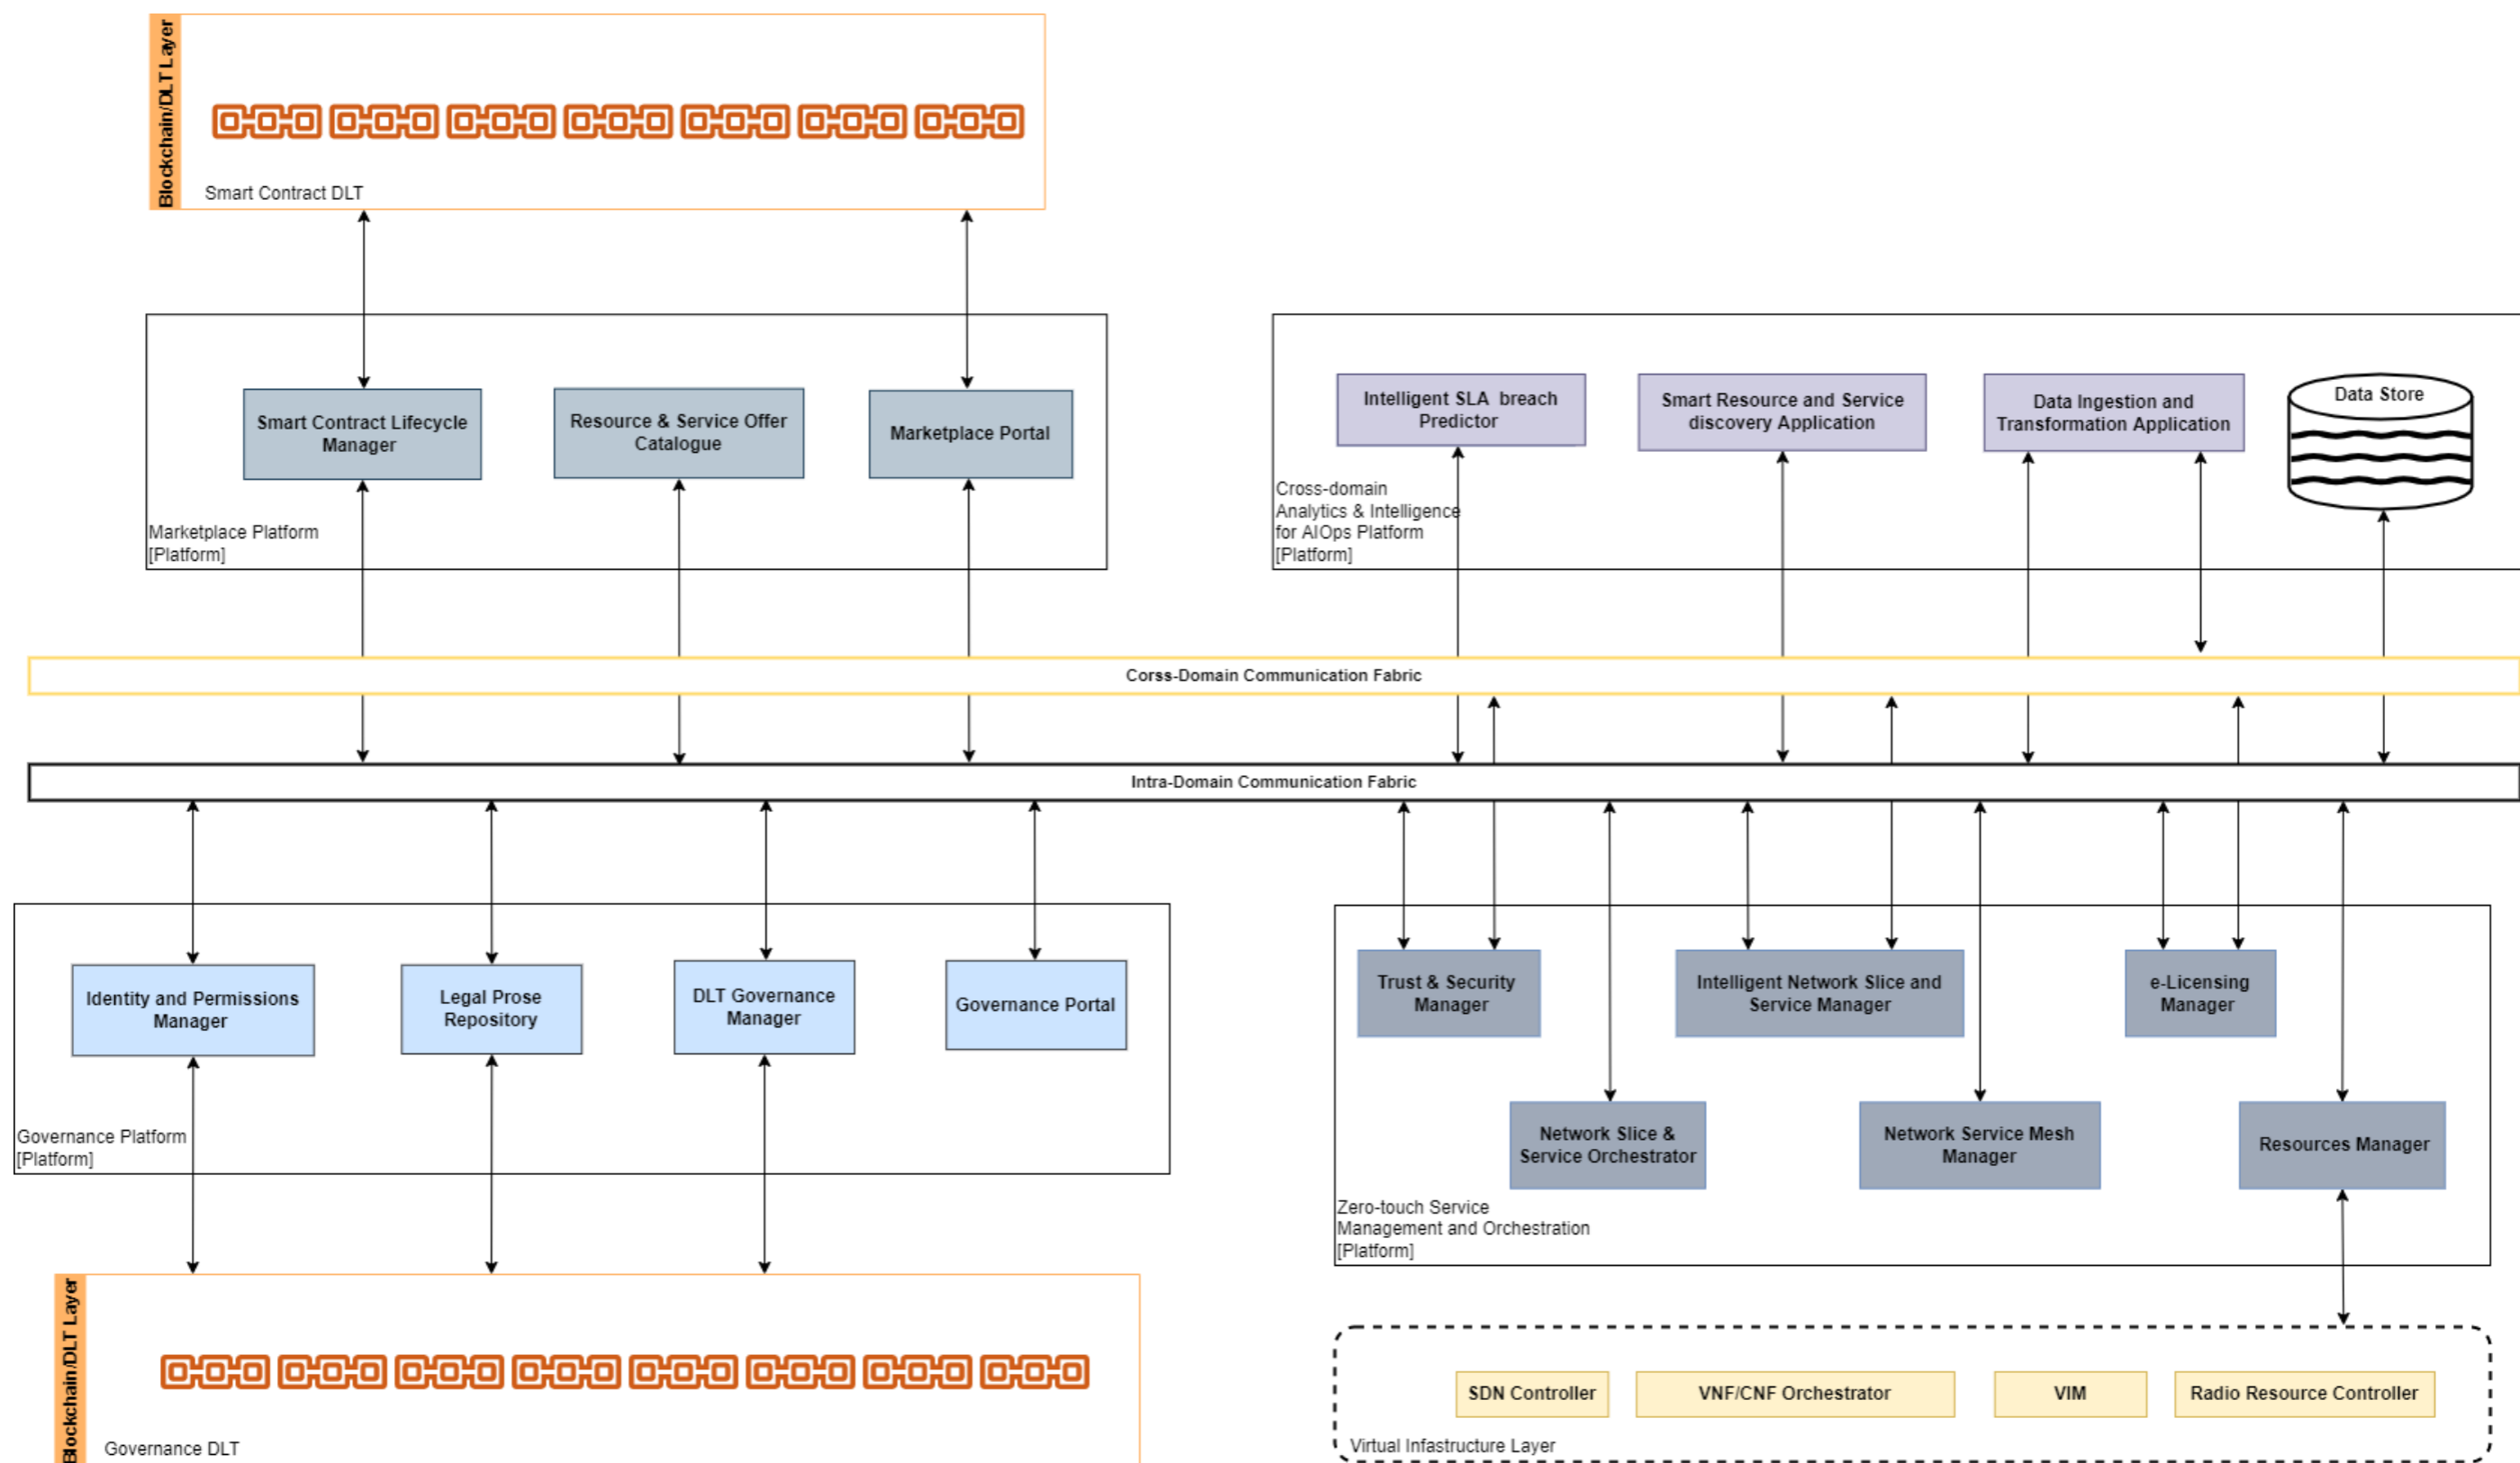 Blockchain/DLT Layer
Smart Contract DLT
Smart Contract Lifecycle
Manager
Resource & Service Offer
Catalogue
Marketplace Portal
Marketplace Platform
[Platform]
Intelligent SLA breach
Predictor
Smart Resource and Service
discovery Application
Data Ingestion and
Transformation Application
Data Store
Cross-domain
Analytics & Intelligence
for AIOps Platform
[Platform]
Corss-Domain Communication Fabric
Intra-Domain Communication Fabric
Identity and Permissions
Manager
Legal Prose
Repository
DLT Governance
Manager
Governance Portal
Governance Platform
[Platform]
Trust & Security
Manager
Intelligent Network Slice and
Service Manager
e-Licensing
Manager
Network Slice &
Service Orchestrator
Network Service Mesh
Manager
Resources Manager
Zero-touch Service
Management and Orchestration
[Platform]
Blockchain/DLT Layer
Governance DLT
SDN Controller
VNF/CNF Orchestrator
VIM
Radio Resource Controller
Virtual Infastructure Layer